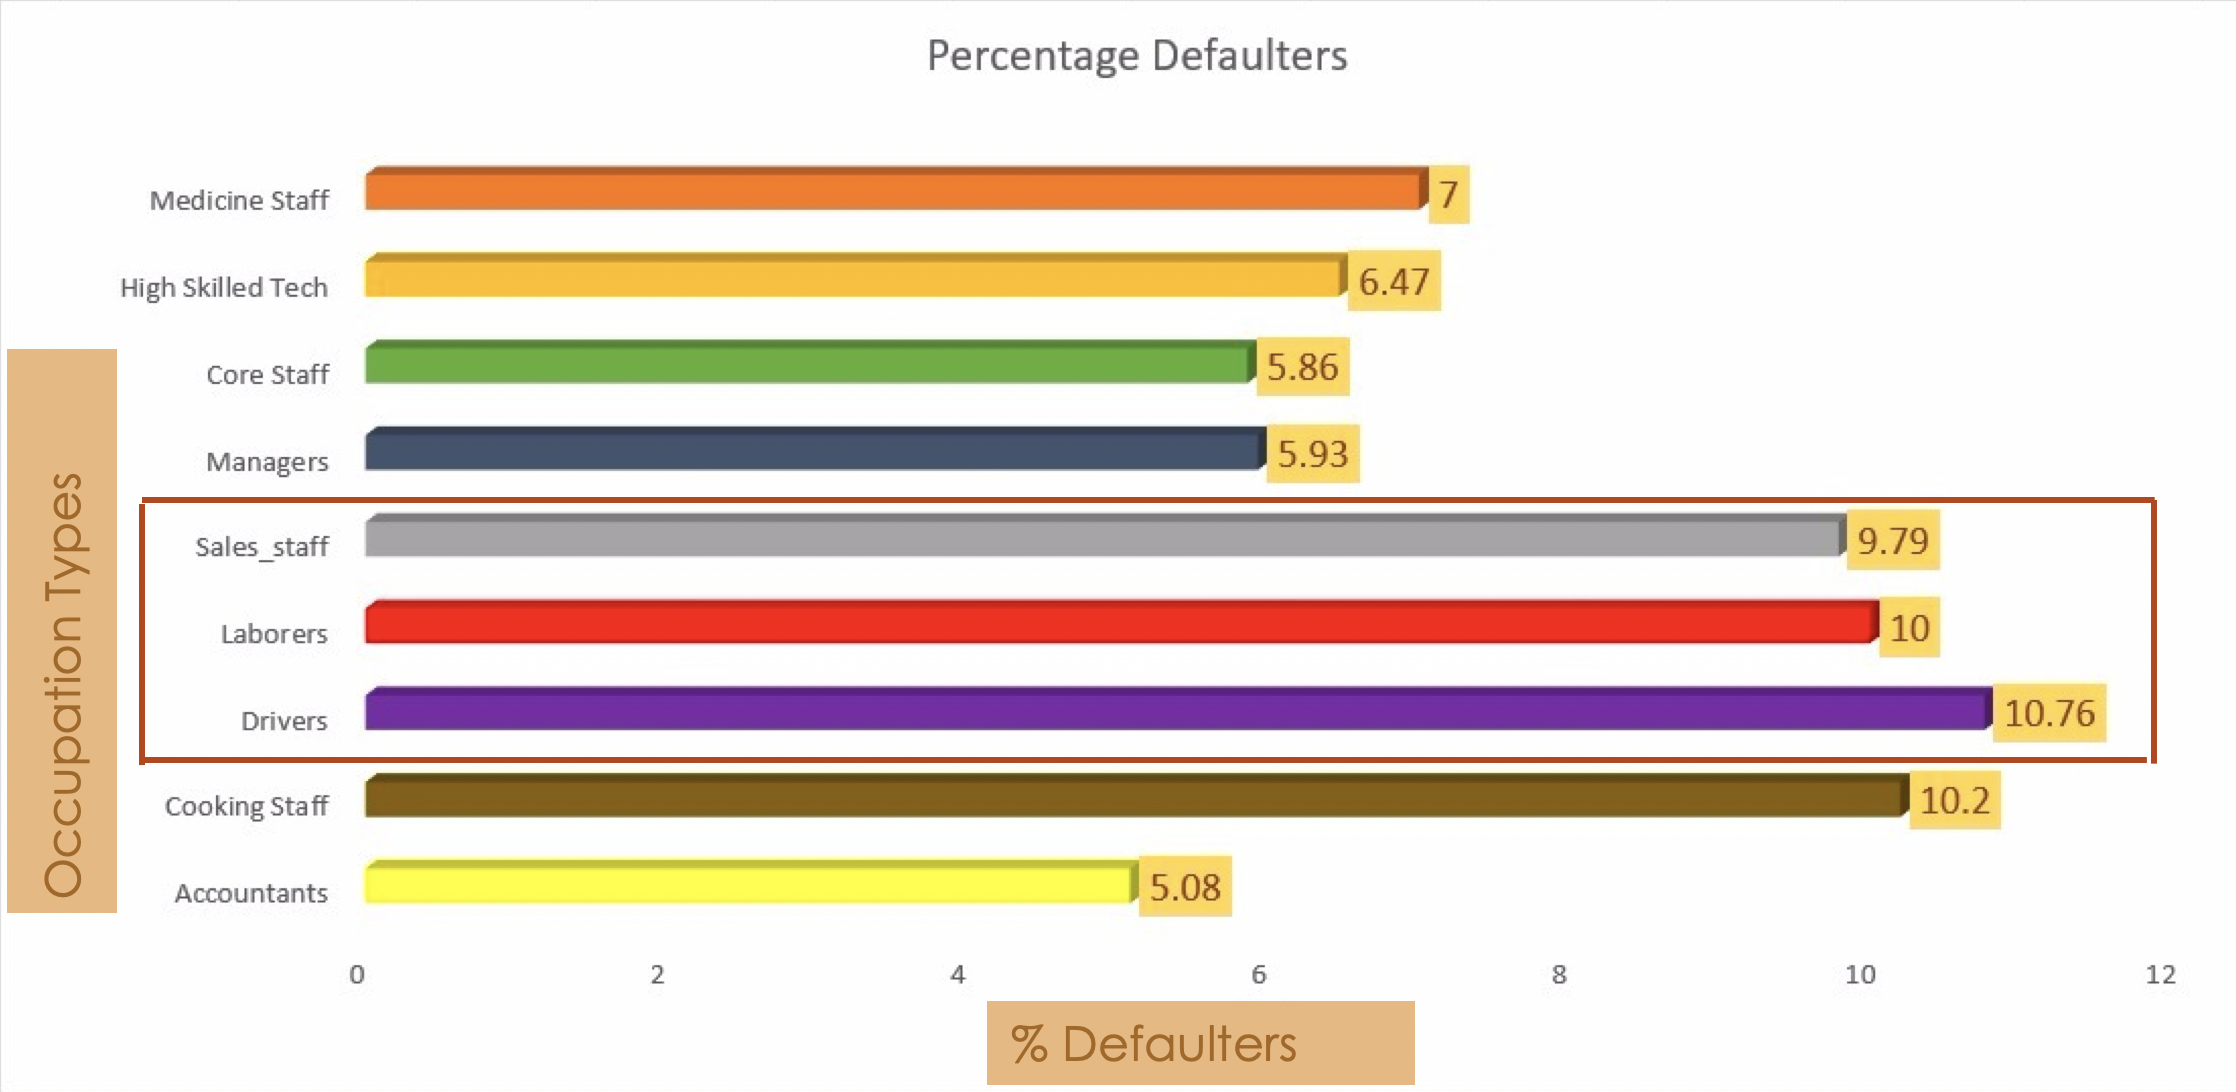 Percentage Defaulters
Medicine Staff
7
High Skilled Tech
6.47
Core Staff
5.86
Managers
5.93
Sales_staff
9.79
Laborers
10
Drivers
10.76
Cooking Staff
10.2
Accountants
5.08
Occupation Types
0 2 4 6 8 10 12
% Defaulters